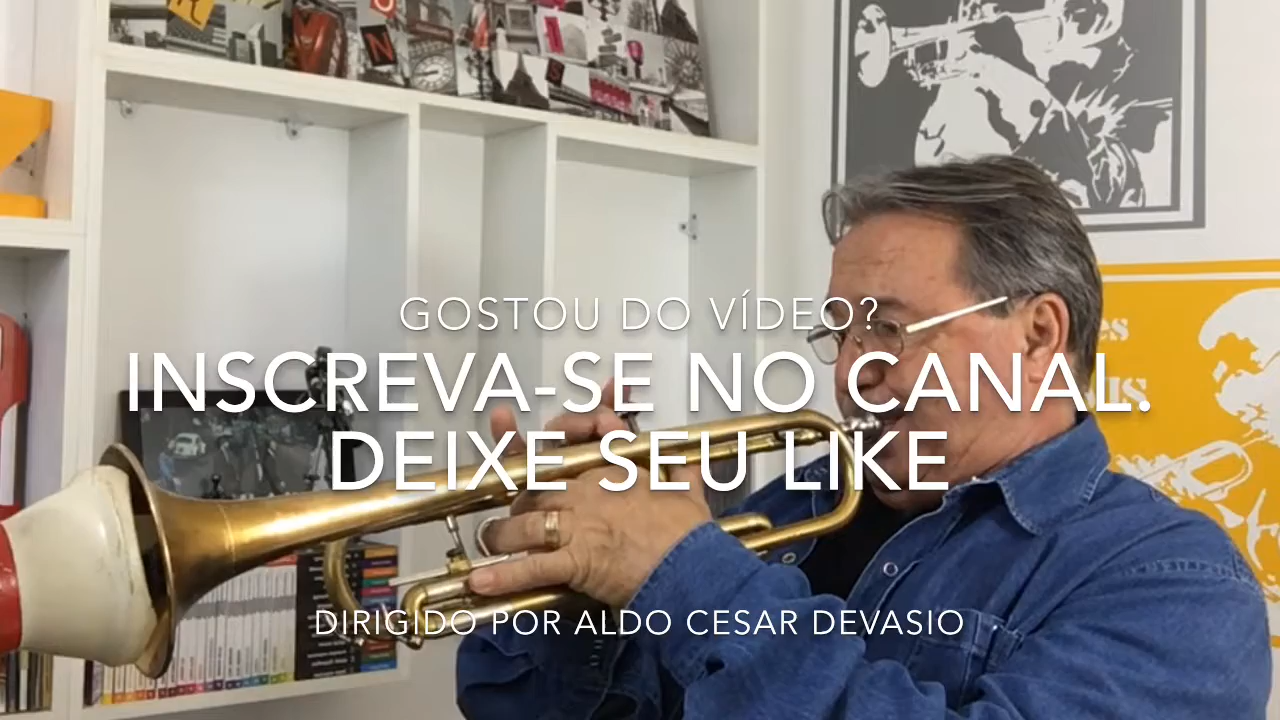 GOSTOU DO VÍDEO?
INSCREVA-SE NO CANAL.
DEIXE SEU LIKE
DIRIGIDO POR ALDO CESAR DEVASIO